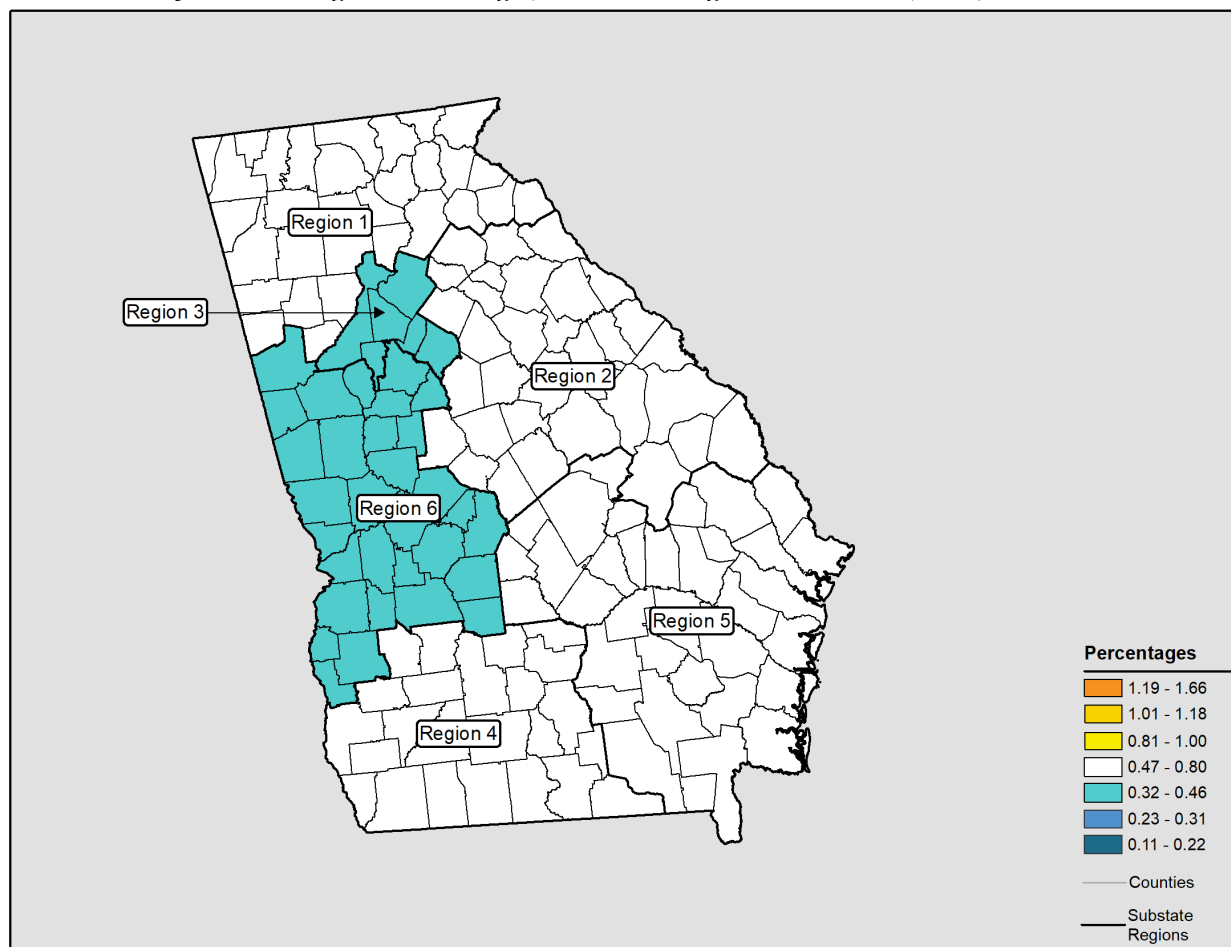 Region 1
Region 3
Region 2
Region 6
Region 5
Region 4
Percentages
1.19 - 1.66
1.01 - 1.18
0.81 - 1.00
0.47 - 0.80
0.32 - 0.46
0.23 - 0.31
0.11 - 0.22
Counties
Substate
Regions